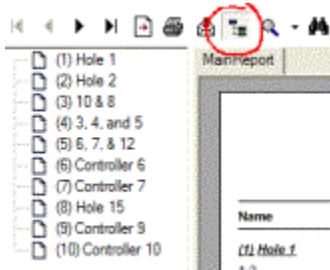 MainReport
(1) Hole 1
(2) Hole 2
(3) 10 & 8
(4) 3, 4, and 5
(5) 6, 7, & 12
(6) Controller 6
(7) Controller 7
(8) Hole 15
(9) Controller 9
(10) Controller 10
Name
(1) Hole 1